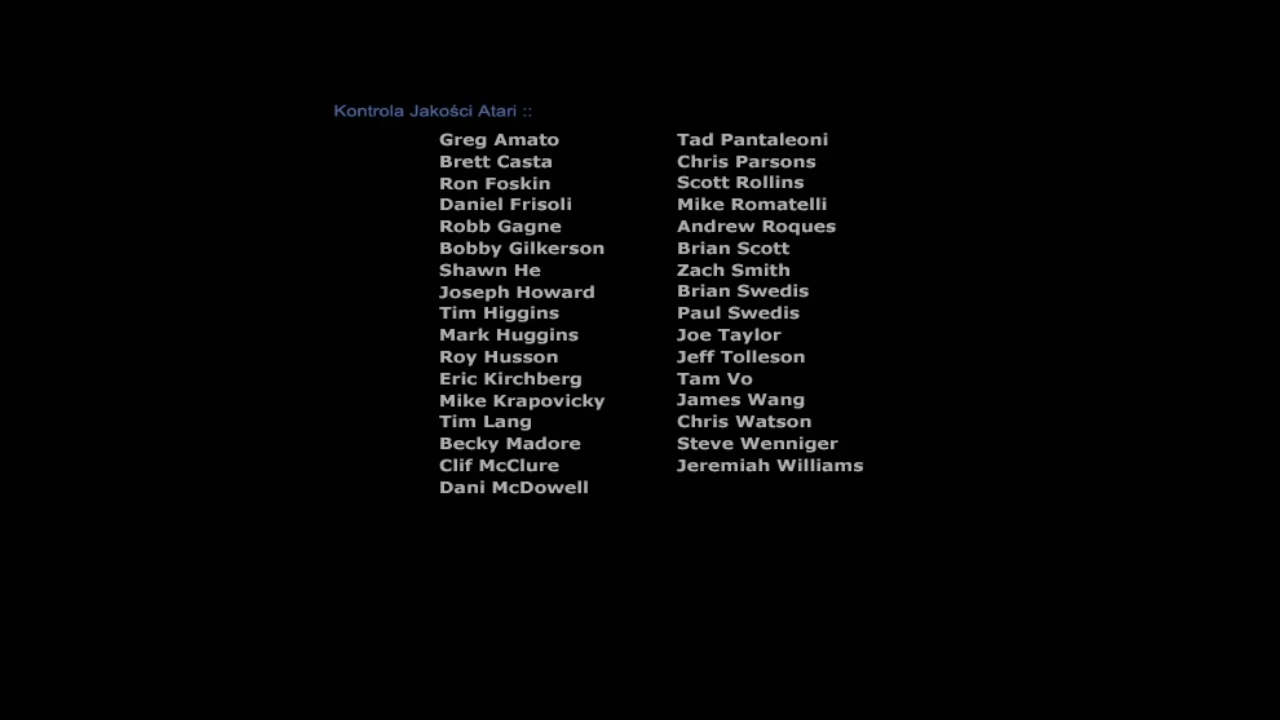 Kontrola Jakości Atari ::
Greg Amato
Brett Casta
Ron Foskin
Daniel Frisoli
Robb Gagne
Bobby Gilkerson
Shawn He
Joseph Howard
Tim Higgins
Mark Huggins
Roy Husson
Eric Kirchberg
Mike Krapovicky
Tim Lang
Becky Madore
Clif McClure
Dani McDowell
Tad Pantaleoni
Chris Parsons
Scott Rollins
Mike Romatelli
Andrew Roques
Brian Scott
Zach Smith
Brian Swedis
Paul Swedis
Joe Taylor
Jeff Tolleson
Tam Vo
James Wang
Chris Watson
Steve Wenniger
Jeremiah Williams